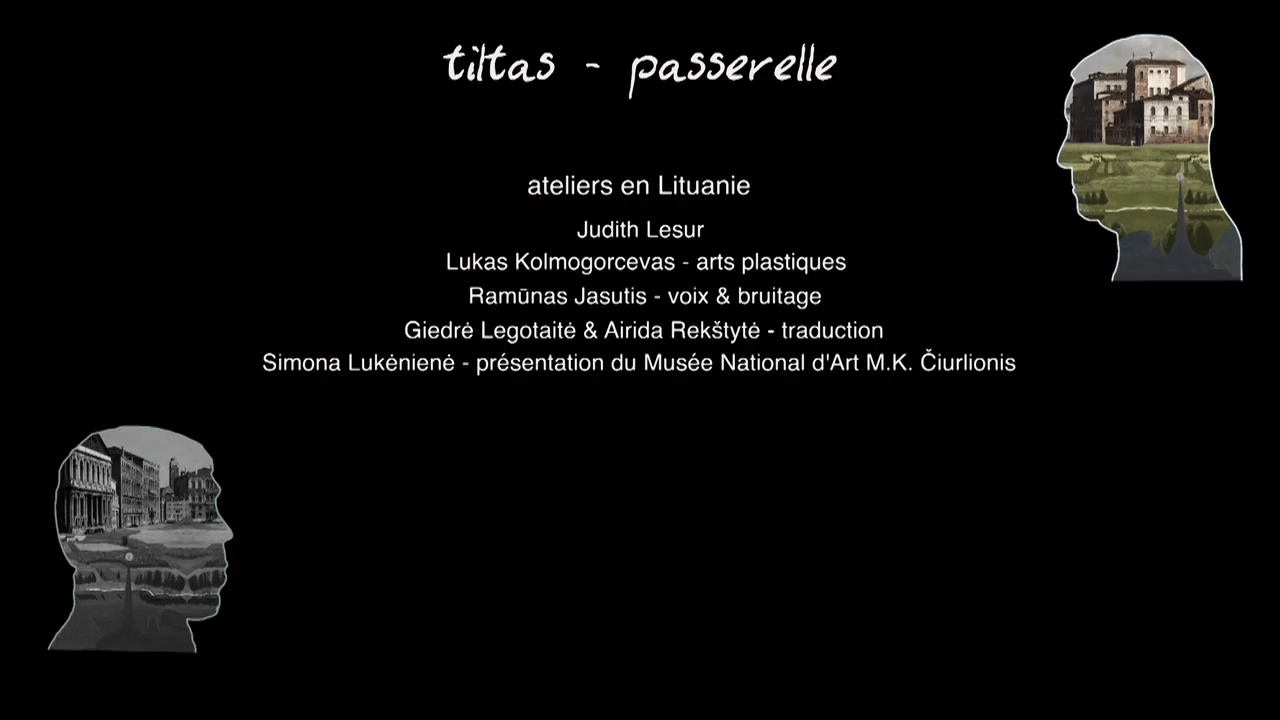 tiltas - passerelle
ateliers en Lituanie
Judith Lesur
Lukas Kolmogorcevas - arts plastiques
Ramūnas Jasutis - voix & bruitage
Giedrė Legotaitė & Airida Rekštytė - traduction
Simona Lukėnienė - présentation du Musée National d'Art M.K. Čiurlionis